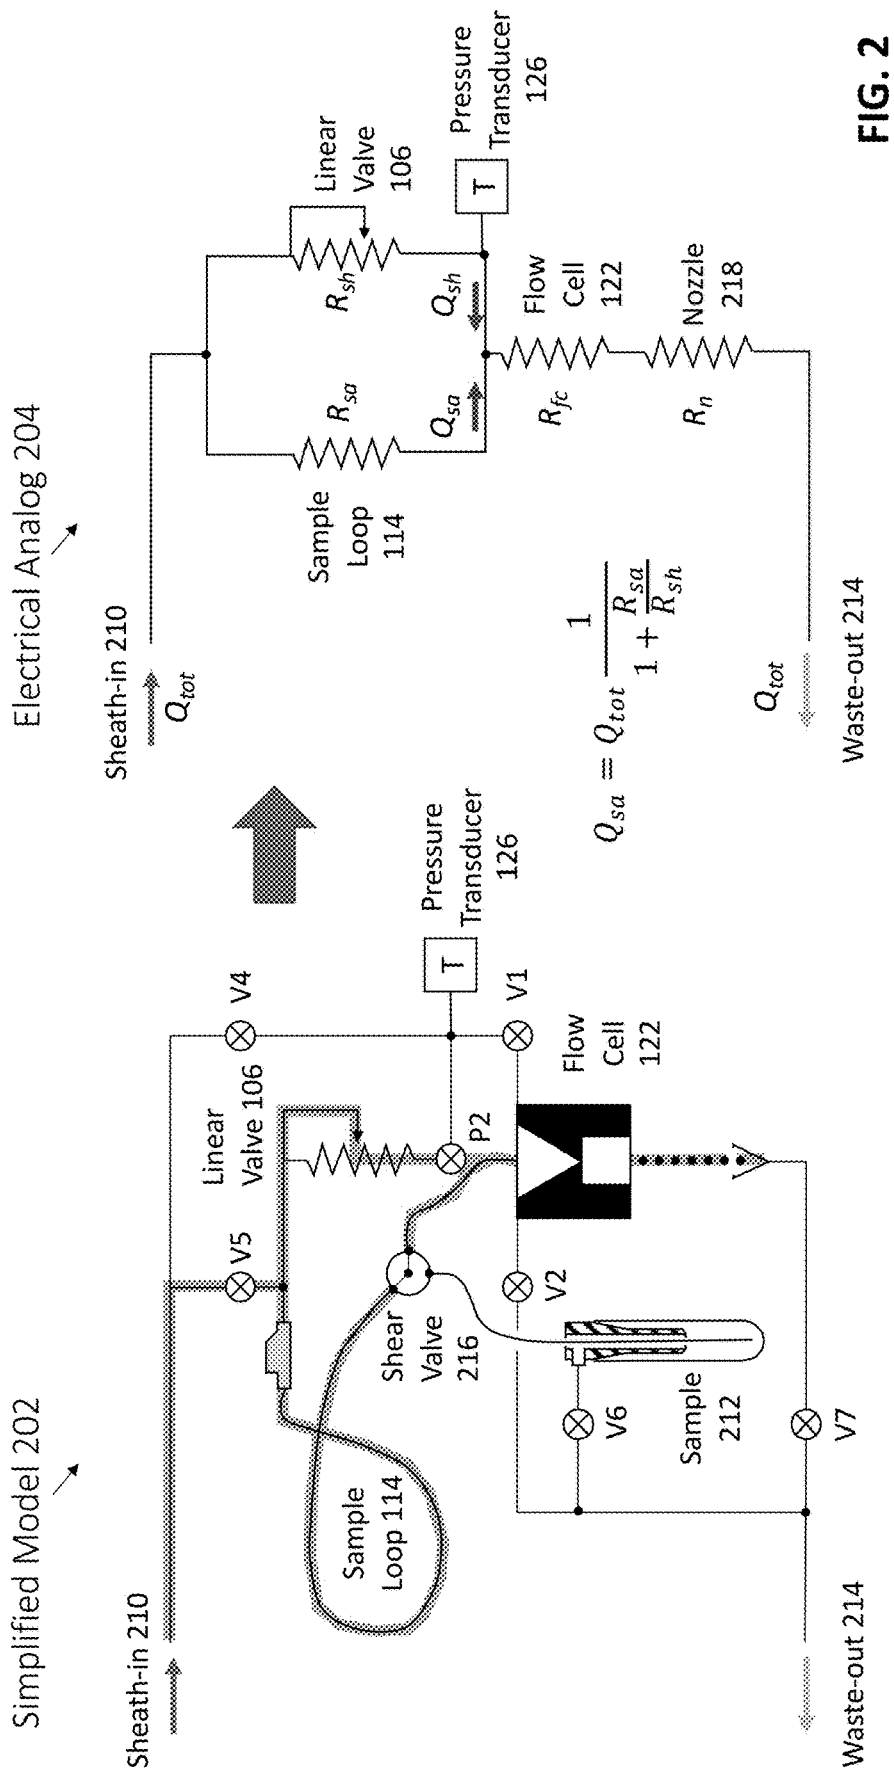 Simplified Model 202
Sheath-in 210
V5
Linear
Valve 106
V4
Pressure
Transducer
126
T
P2
V1
Sample
Loop 114
Shear
Valve
216
V2
Flow
Cell
122
V6
Sample
212
V7
Waste-out 214
Electrical Analog 204
Sheath-in 210
Q_tot
Sample
Loop
114
R_sa
R_sh
Linear
Valve
106
Q_sa
Q_sh
Pressure
Transducer
126
T
R_fc
Flow
Cell
122
R_n
Nozzle
218
Q_sa = Q_tot 1 / (1 + R_sa / R_sh)
Q_tot
Waste-out 214
FIG. 2